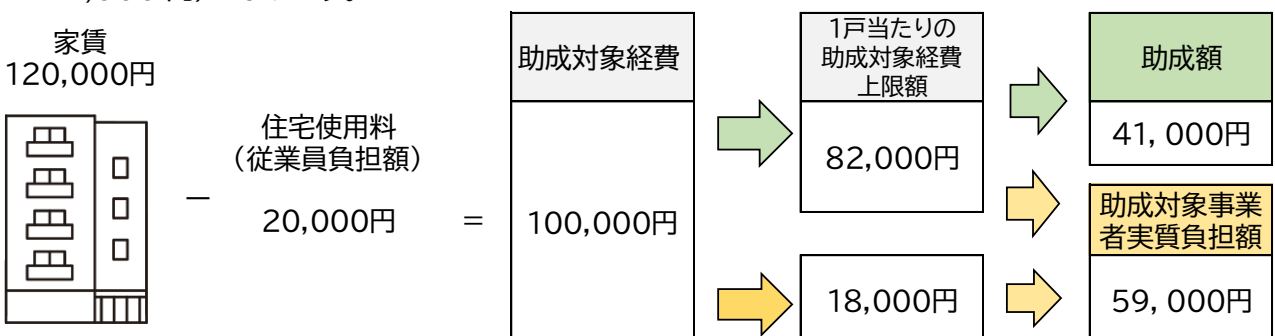 家賃
120,000円
－
住宅使用料
（従業員負担額）
20,000円
＝
助成対象経費
100,000円
1戸当たりの
助成対象経費
上限額
82,000円
18,000円
助成額
41，000円
助成対象事業
者実質負担額
59，000円